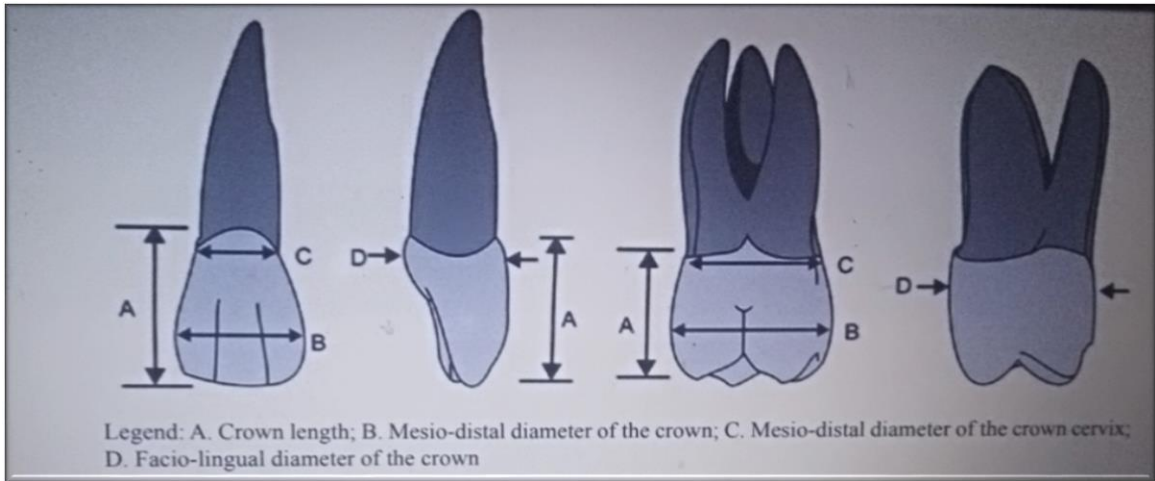 C
D
A
B
A
A
C
B
D
Legend: A. Crown length; B. Mesio-distal diameter of the crown; C. Mesio-distal diameter of the crown cervix;
D. Facio-lingual diameter of the crown